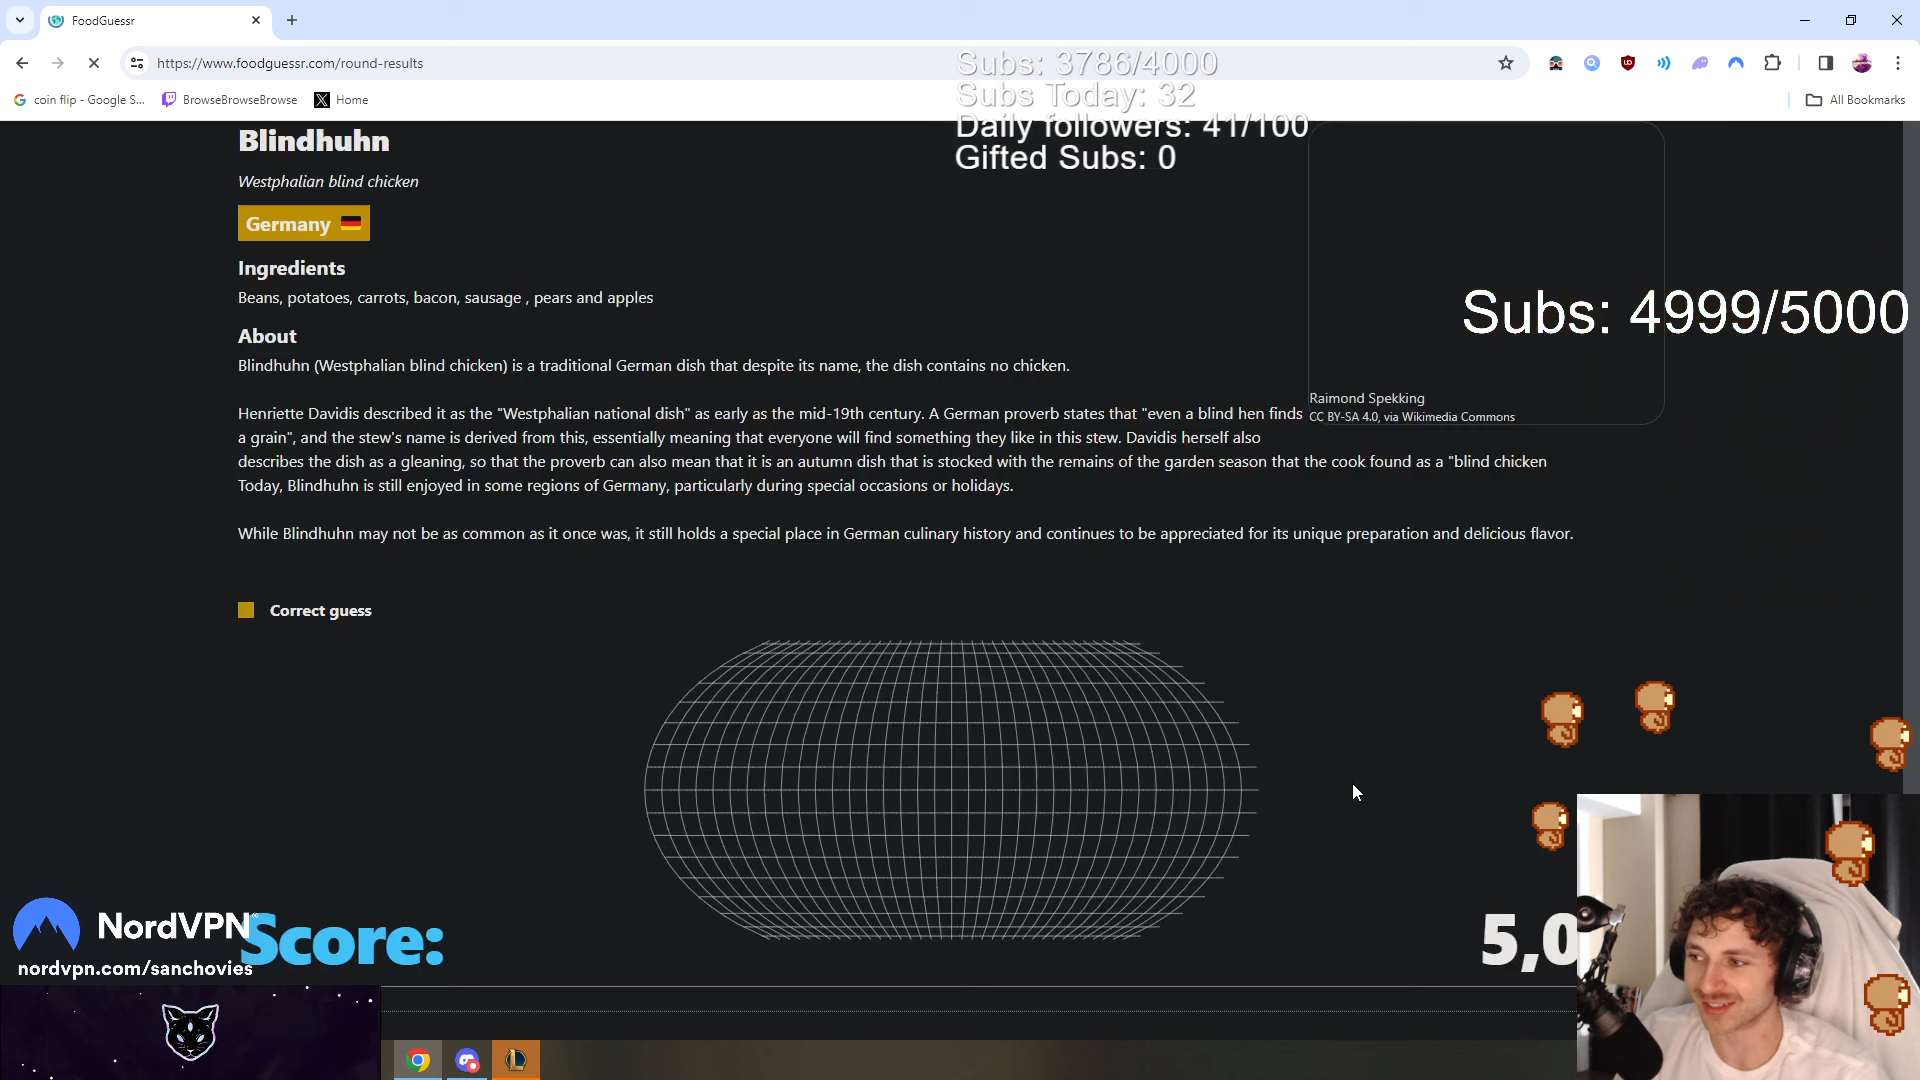 FoodGuessr
https://www.foodguessr.com/round-results
coin flip - Google S...
BrowseBrowseBrowse
Home
All Bookmarks
Subs: 3786/4000
Subs Today: 32
Daily followers: 41/100
Gifted Subs: 0
Blindhuhn
Westphalian blind chicken
Germany
Ingredients
Beans, potatoes, carrots, bacon, sausage , pears and apples
Subs: 4999/5000
About
Blindhuhn (Westphalian blind chicken) is a traditional German dish that despite its name, the dish contains no chicken.
Raimond Spekking
CC BY-SA 4.0, via Wikimedia Commons
Henriette Davidis described it as the "Westphalian national dish" as early as the mid-19th century. A German proverb states that "even a blind hen finds
a grain", and the stew's name is derived from this, essentially meaning that everyone will find something they like in this stew. Davidis herself also
describes the dish as a gleaning, so that the proverb can also mean that it is an autumn dish that is stocked with the remains of the garden season that the cook found as a "blind chicken
Today, Blindhuhn is still enjoyed in some regions of Germany, particularly during special occasions or holidays.
While Blindhuhn may not be as common as it once was, it still holds a special place in German culinary history and continues to be appreciated for its unique preparation and delicious flavor.
Correct guess
NordVPN
nordvpn.com/sanchovies
Score:
5,0